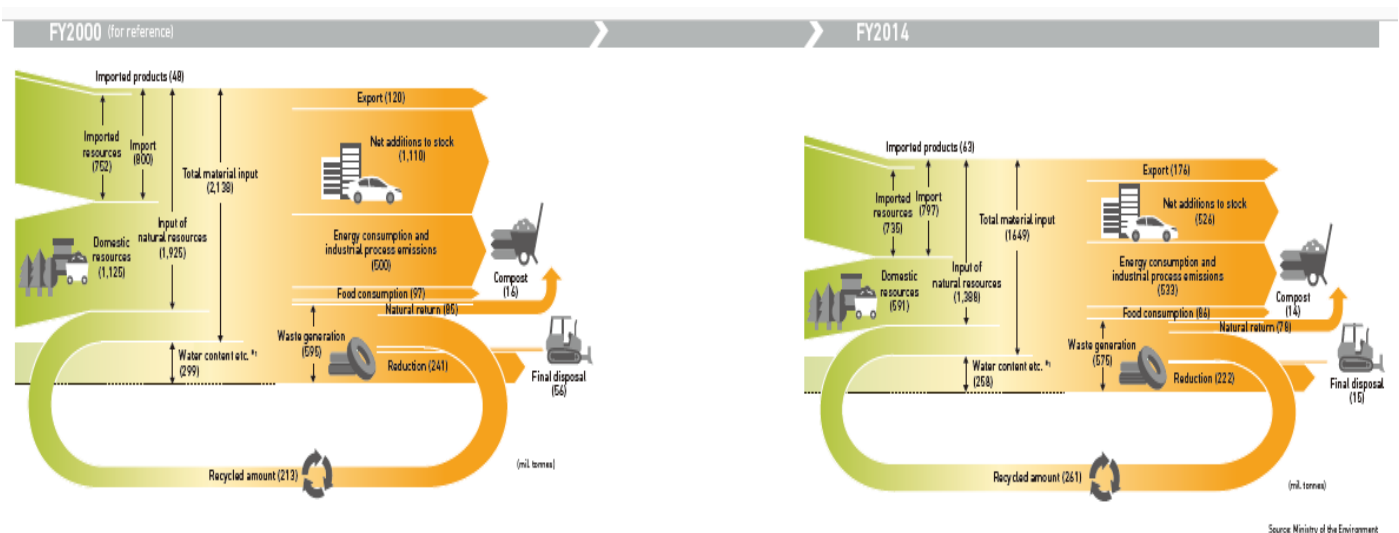 FY2000 (for reference)
Imported products (48)
Imported
resources
(752)
Import
(800)
Total material input
(2,138)
Input of
natural resources
(1,925)
Domestic
resources
(1,125)
Water content etc. *¹
(299)
Export (120)
Net additions to stock
(1,110)
Energy consumption and
industrial process emissions
(500)
Food consumption (97)
Natural return (85)
Compost
(16)
Waste generation
(595)
Reduction (241)
Final disposal
(56)
Recycled amount (213)
(mil. tonnes)
FY2014
Imported products (63)
Imported
resources
(735)
Import
(797)
Total material input
(1649)
Input of
natural resources
(1,388)
Domestic
resources
(591)
Water content etc. *¹
(258)
Export (176)
Net additions to stock
(526)
Energy consumption and
industrial process emissions
(533)
Food consumption (86)
Natural return (78)
Compost
(14)
Waste generation
(575)
Reduction (222)
Final disposal
(15)
Recycled amount (261)
(mil. tonnes)
Source: Ministry of the Environment